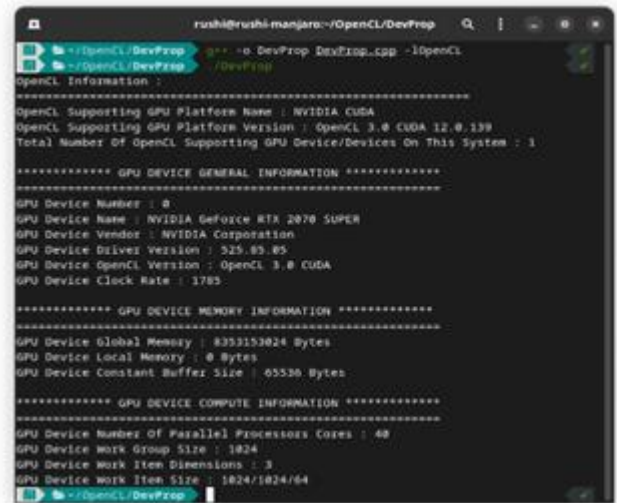 rushi@rushi-manjaro:~/OpenCL/DevProp
~/OpenCL/DevProp g++ -o DevProp DevProp.cpp -lOpenCL
~/OpenCL/DevProp ./DevProp
OpenCL Information :
================================================================
OpenCL Supporting GPU Platform Name : NVIDIA CUDA
OpenCL Supporting GPU Platform Version : OpenCL 3.0 CUDA 12.0.139
Total Number Of OpenCL Supporting GPU Device/Devices On This System : 1
************* GPU DEVICE GENERAL INFORMATION *************
============================================================
GPU Device Number : 0
GPU Device Name : NVIDIA GeForce RTX 2070 SUPER
GPU Device Vendor : NVIDIA Corporation
GPU Device Driver Version : 525.85.05
GPU Device OpenCL Version : OpenCL 3.0 CUDA
GPU Device Clock Rate : 1785
************* GPU DEVICE MEMORY INFORMATION *************
============================================================
GPU Device Global Memory : 8353153024 Bytes
GPU Device Local Memory : 0 Bytes
GPU Device Constant Buffer Size : 65536 Bytes
************* GPU DEVICE COMPUTE INFORMATION *************
============================================================
GPU Device Number Of Parallel Processors Cores : 40
GPU Device Work Group Size : 1024
GPU Device Work Item Dimensions : 3
GPU Device Work Item Size : 1024/1024/64
~/OpenCL/DevProp